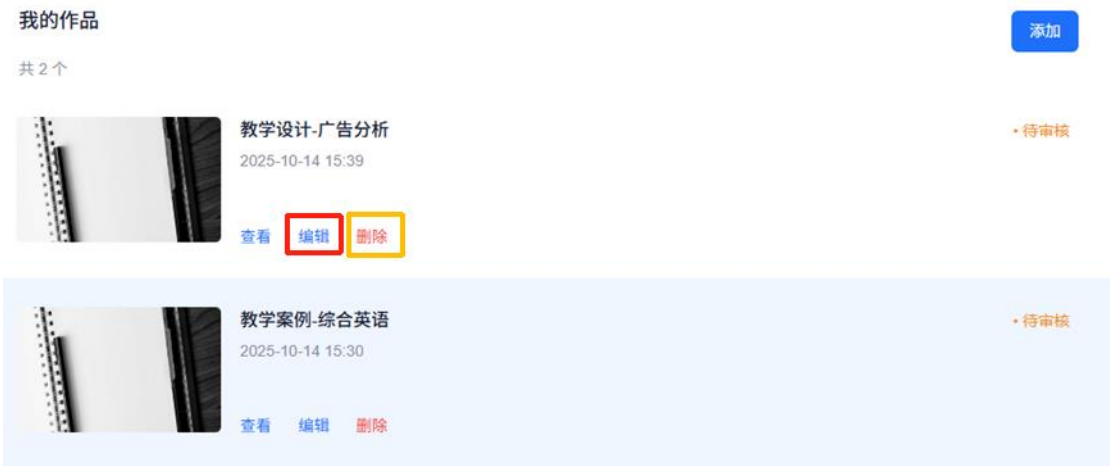 我的作品
添加
共 2 个
教学设计-广告分析
• 待审核
2025-10-14 15:39
查看 编辑 删除
教学案例-综合英语
• 待审核
2025-10-14 15:30
查看 编辑 删除